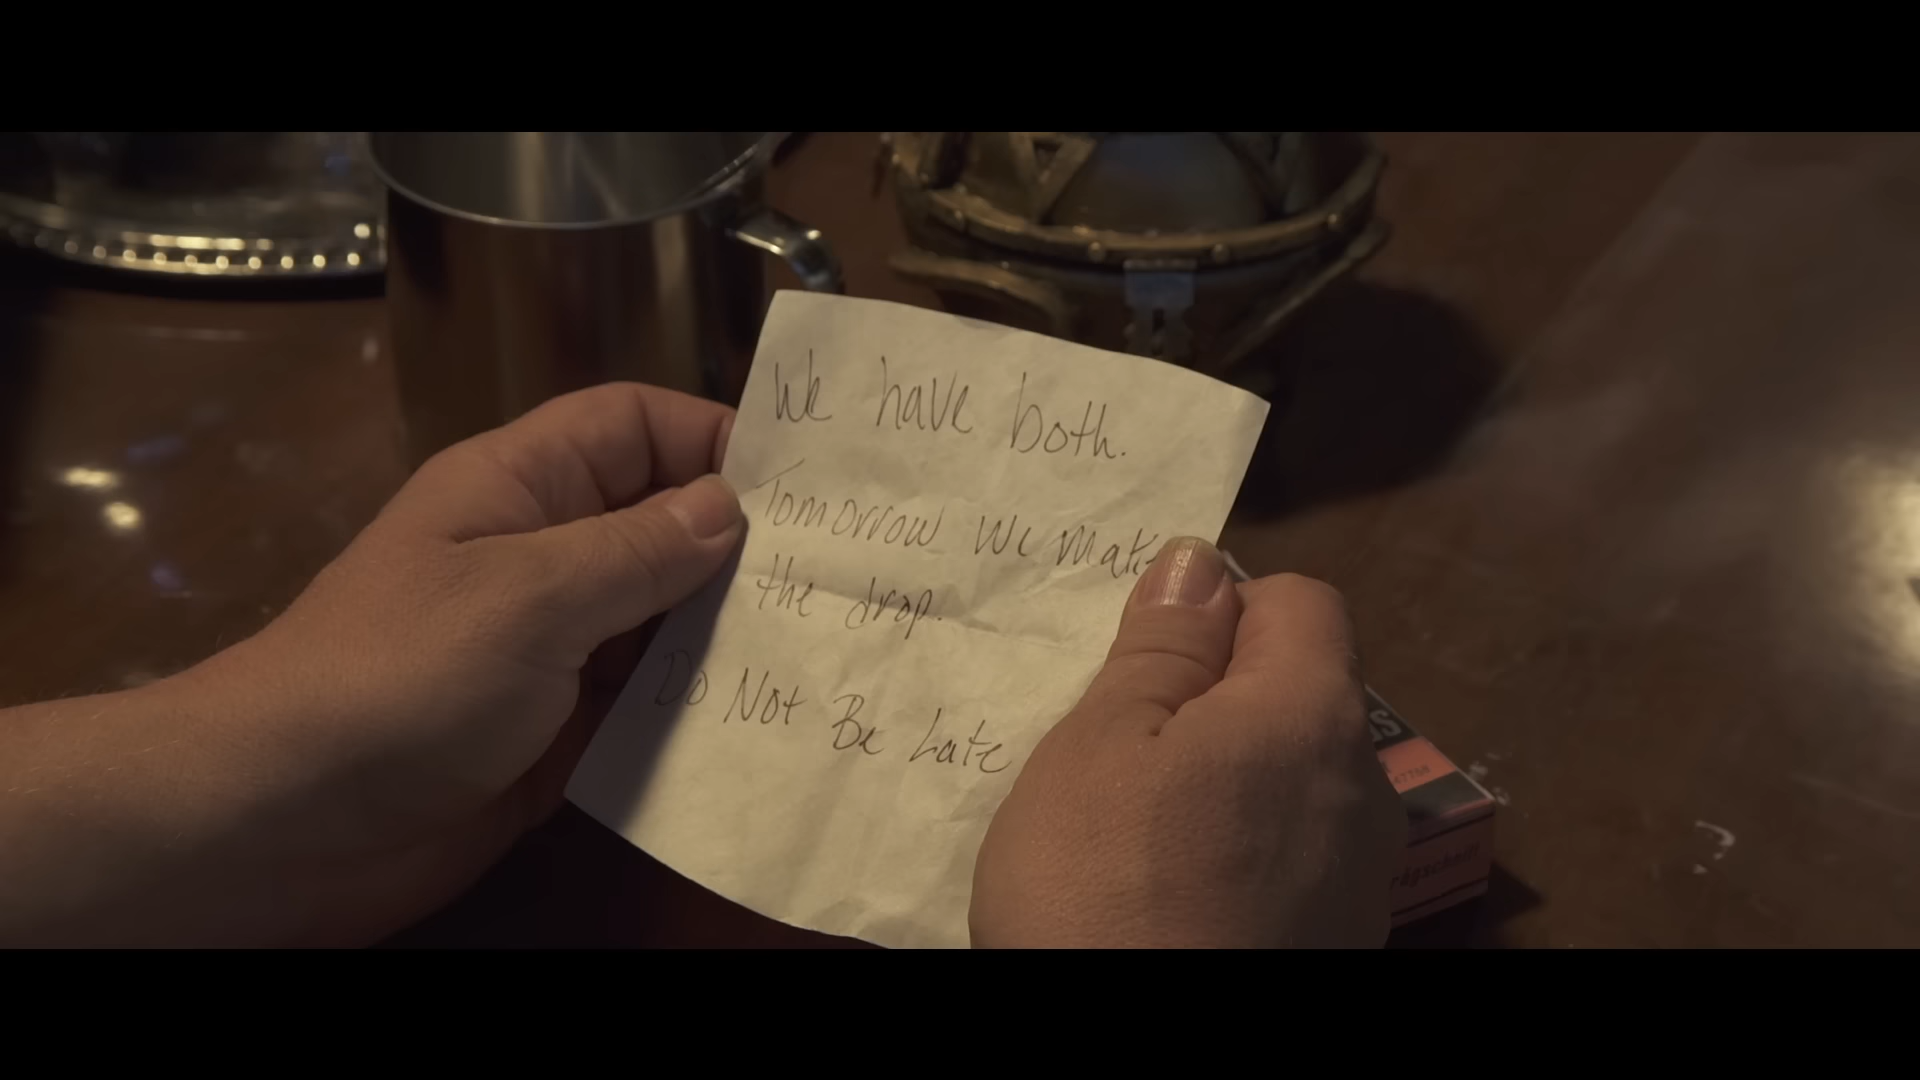 We have both.
Tomorrow We Make
the drop.
Do Not Be Late